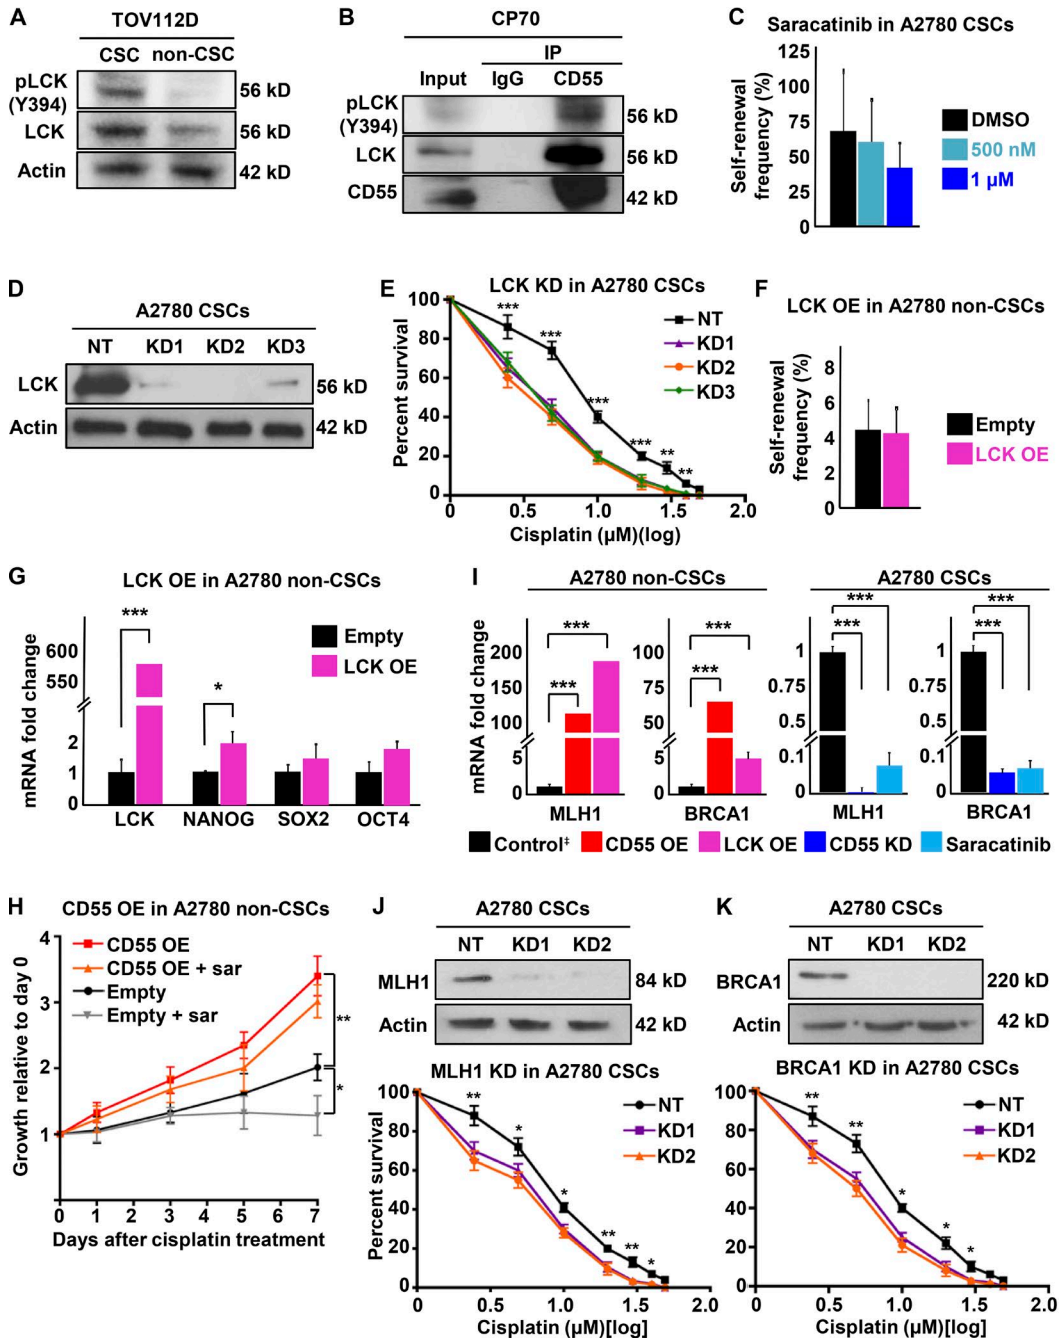 A
TOV112D
CSC non-CSC
pLCK
(Y394)
56 kD
LCK
56 kD
Actin
42 kD
B
CP70
IP
Input IgG CD55
pLCK
(Y394)
56 kD
LCK
56 kD
CD55
42 kD
C
Saracatinib in A2780 CSCs
Self-renewal
frequency (%)
125
100
75
50
25
0
DMSO
500 nM
1 µM
D
A2780 CSCs
NT KD1 KD2 KD3
LCK
56 kD
Actin
42 kD
E
LCK KD in A2780 CSCs
Percent survival
100
80
60
40
20
0
*** *** *** *** ** **
NT
KD1
KD2
KD3
0 0.5 1.0 1.5 2.0
Cisplatin (µM)(log)
F
LCK OE in A2780 non-CSCs
Self-renewal
frequency (%)
8
6
4
2
0
Empty
LCK OE
G
LCK OE in A2780 non-CSCs
mRNA fold change
600
550
2
1
0
***
*
Empty
LCK OE
LCK NANOG SOX2 OCT4
I
A2780 non-CSCs
A2780 CSCs
mRNA fold change
200
150
100
5
0
***
***
MLH1
100
75
50
5
0
***
***
BRCA1
1
0.75
0.5
0.1
0
***
***
MLH1
1
0.75
0.5
0.1
0
***
***
BRCA1
Control‡ CD55 OE LCK OE CD55 KD Saracatinib
H
CD55 OE in A2780 non-CSCs
Growth relative to day 0
4
3
2
1
0
CD55 OE
CD55 OE + sar
Empty
Empty + sar
**
*
0 1 3 5 7
Days after cisplatin treatment
J
A2780 CSCs
NT KD1 KD2
MLH1
84 kD
Actin
42 kD
MLH1 KD in A2780 CSCs
Percent survival
100
80
60
40
20
0
** * * ** ** *
NT
KD1
KD2
0 0.5 1.0 1.5 2.0
Cisplatin (µM)[log]
K
A2780 CSCs
NT KD1 KD2
BRCA1
220 kD
Actin
42 kD
BRCA1 KD in A2780 CSCs
100
80
60
40
20
0
** ** * * *
NT
KD1
KD2
0 0.5 1.0 1.5 2.0
Cisplatin (µM)[log]